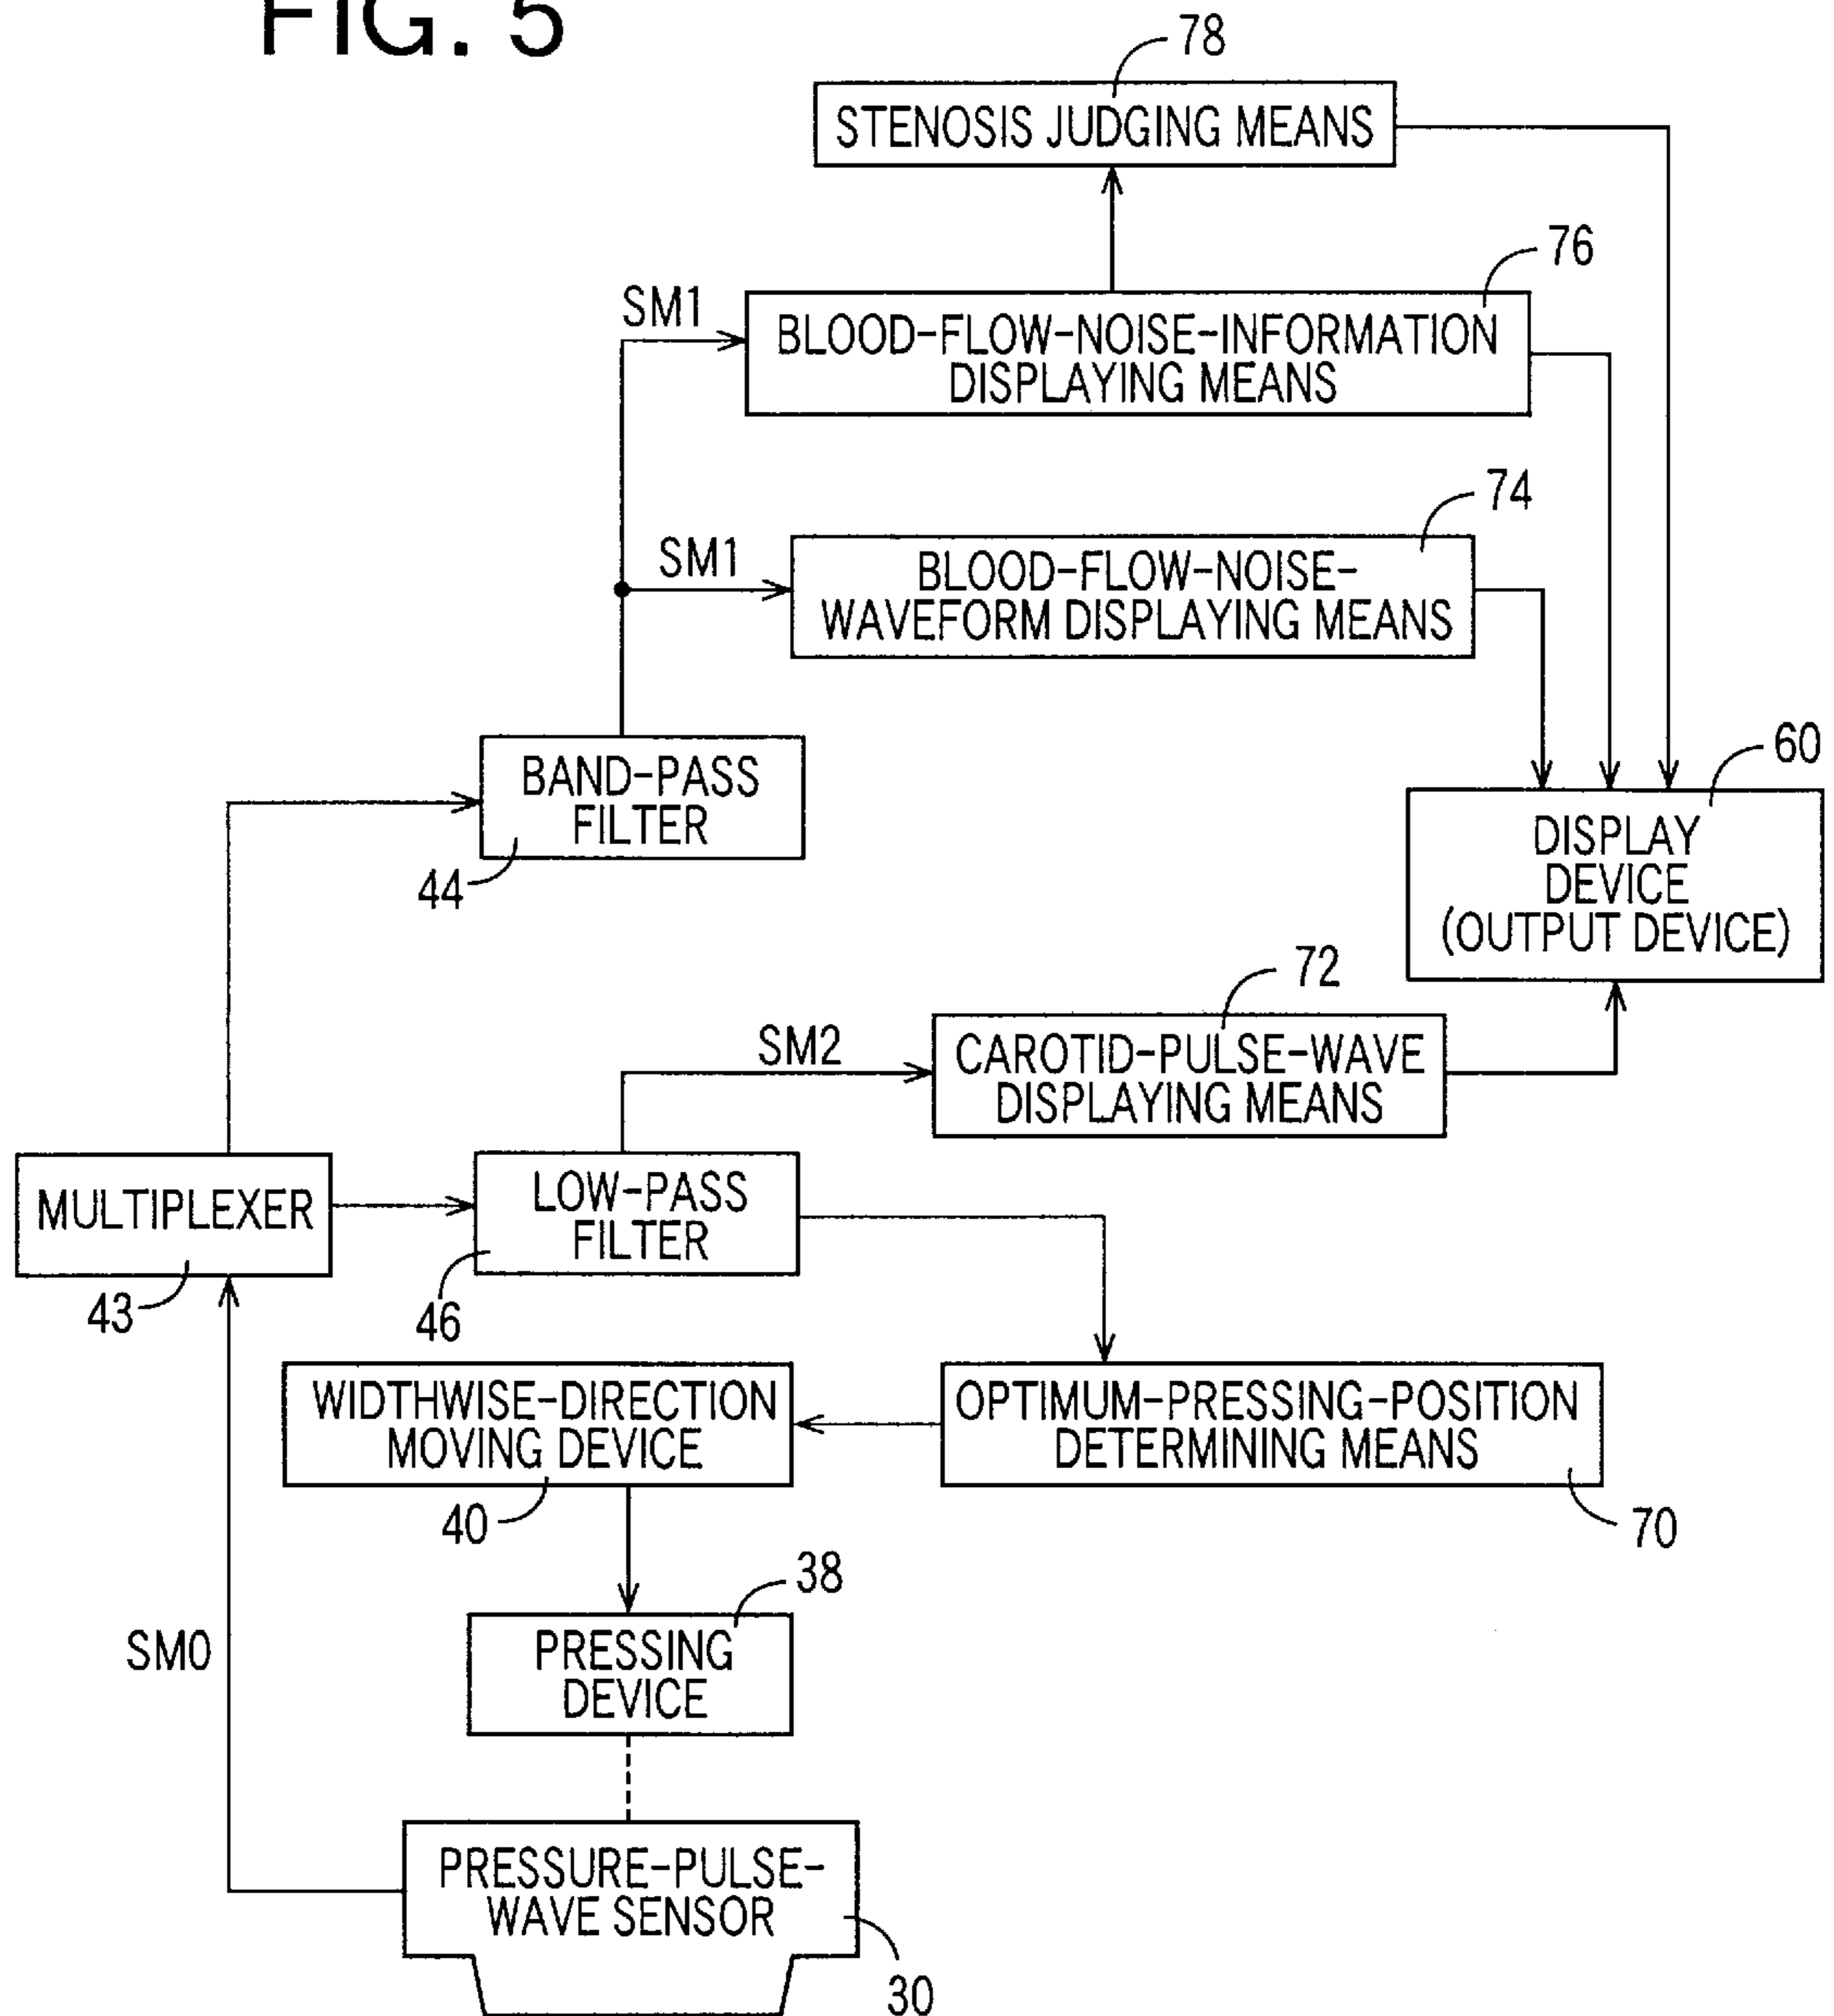 FIG. 5
78
STENOSIS JUDGING MEANS
76
SM1
BLOOD-FLOW-NOISE-INFORMATION
DISPLAYING MEANS
74
SM1
BLOOD-FLOW-NOISE-
WAVEFORM DISPLAYING MEANS
60
BAND-PASS
FILTER
44
DISPLAY
DEVICE
(OUTPUT DEVICE)
72
SM2
CAROTID-PULSE-WAVE
DISPLAYING MEANS
MULTIPLEXER
43
LOW-PASS
FILTER
46
WIDTHWISE-DIRECTION
MOVING DEVICE
40
OPTIMUM-PRESSING-POSITION
DETERMINING MEANS
70
38
PRESSING
DEVICE
SM0
PRESSURE-PULSE-
WAVE SENSOR
30